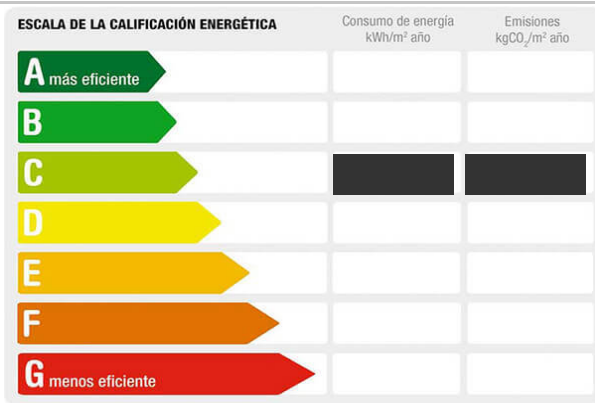 ESCALA DE LA CALIFICACIÓN ENERGÉTICA
Consumo de energía
kWh/m² año
Emisiones
kgCO₂/m² año
A más eficiente
B
C
D
E
F
G menos eficiente